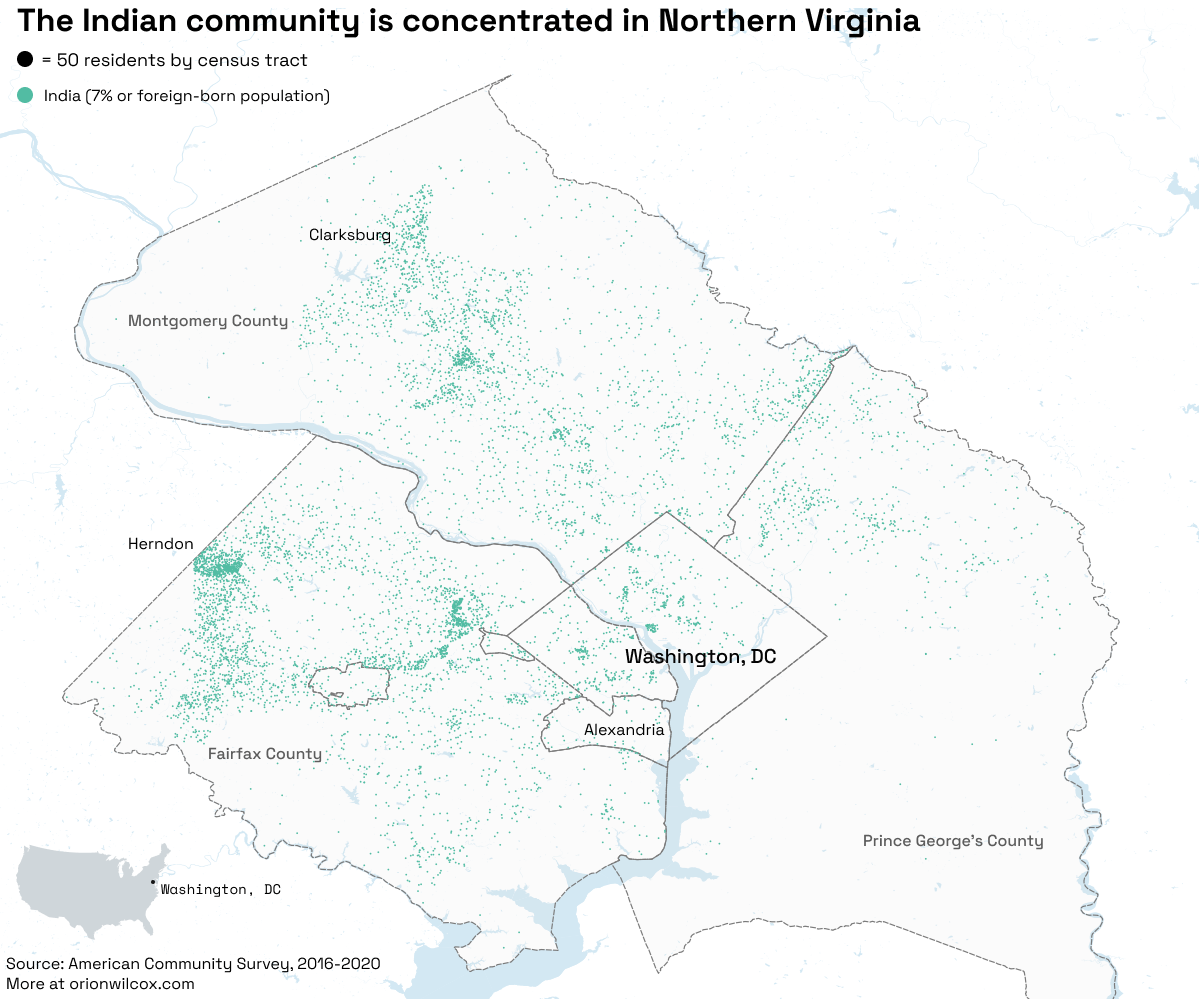 The Indian community is concentrated in Northern Virginia
= 50 residents by census tract
India (7% or foreign-born population)
Clarksburg
Montgomery County
Herndon
Washington, DC
Alexandria
Fairfax County
Prince George's County
Washington, DC
Source: American Community Survey, 2016-2020
More at orionwilcox.com